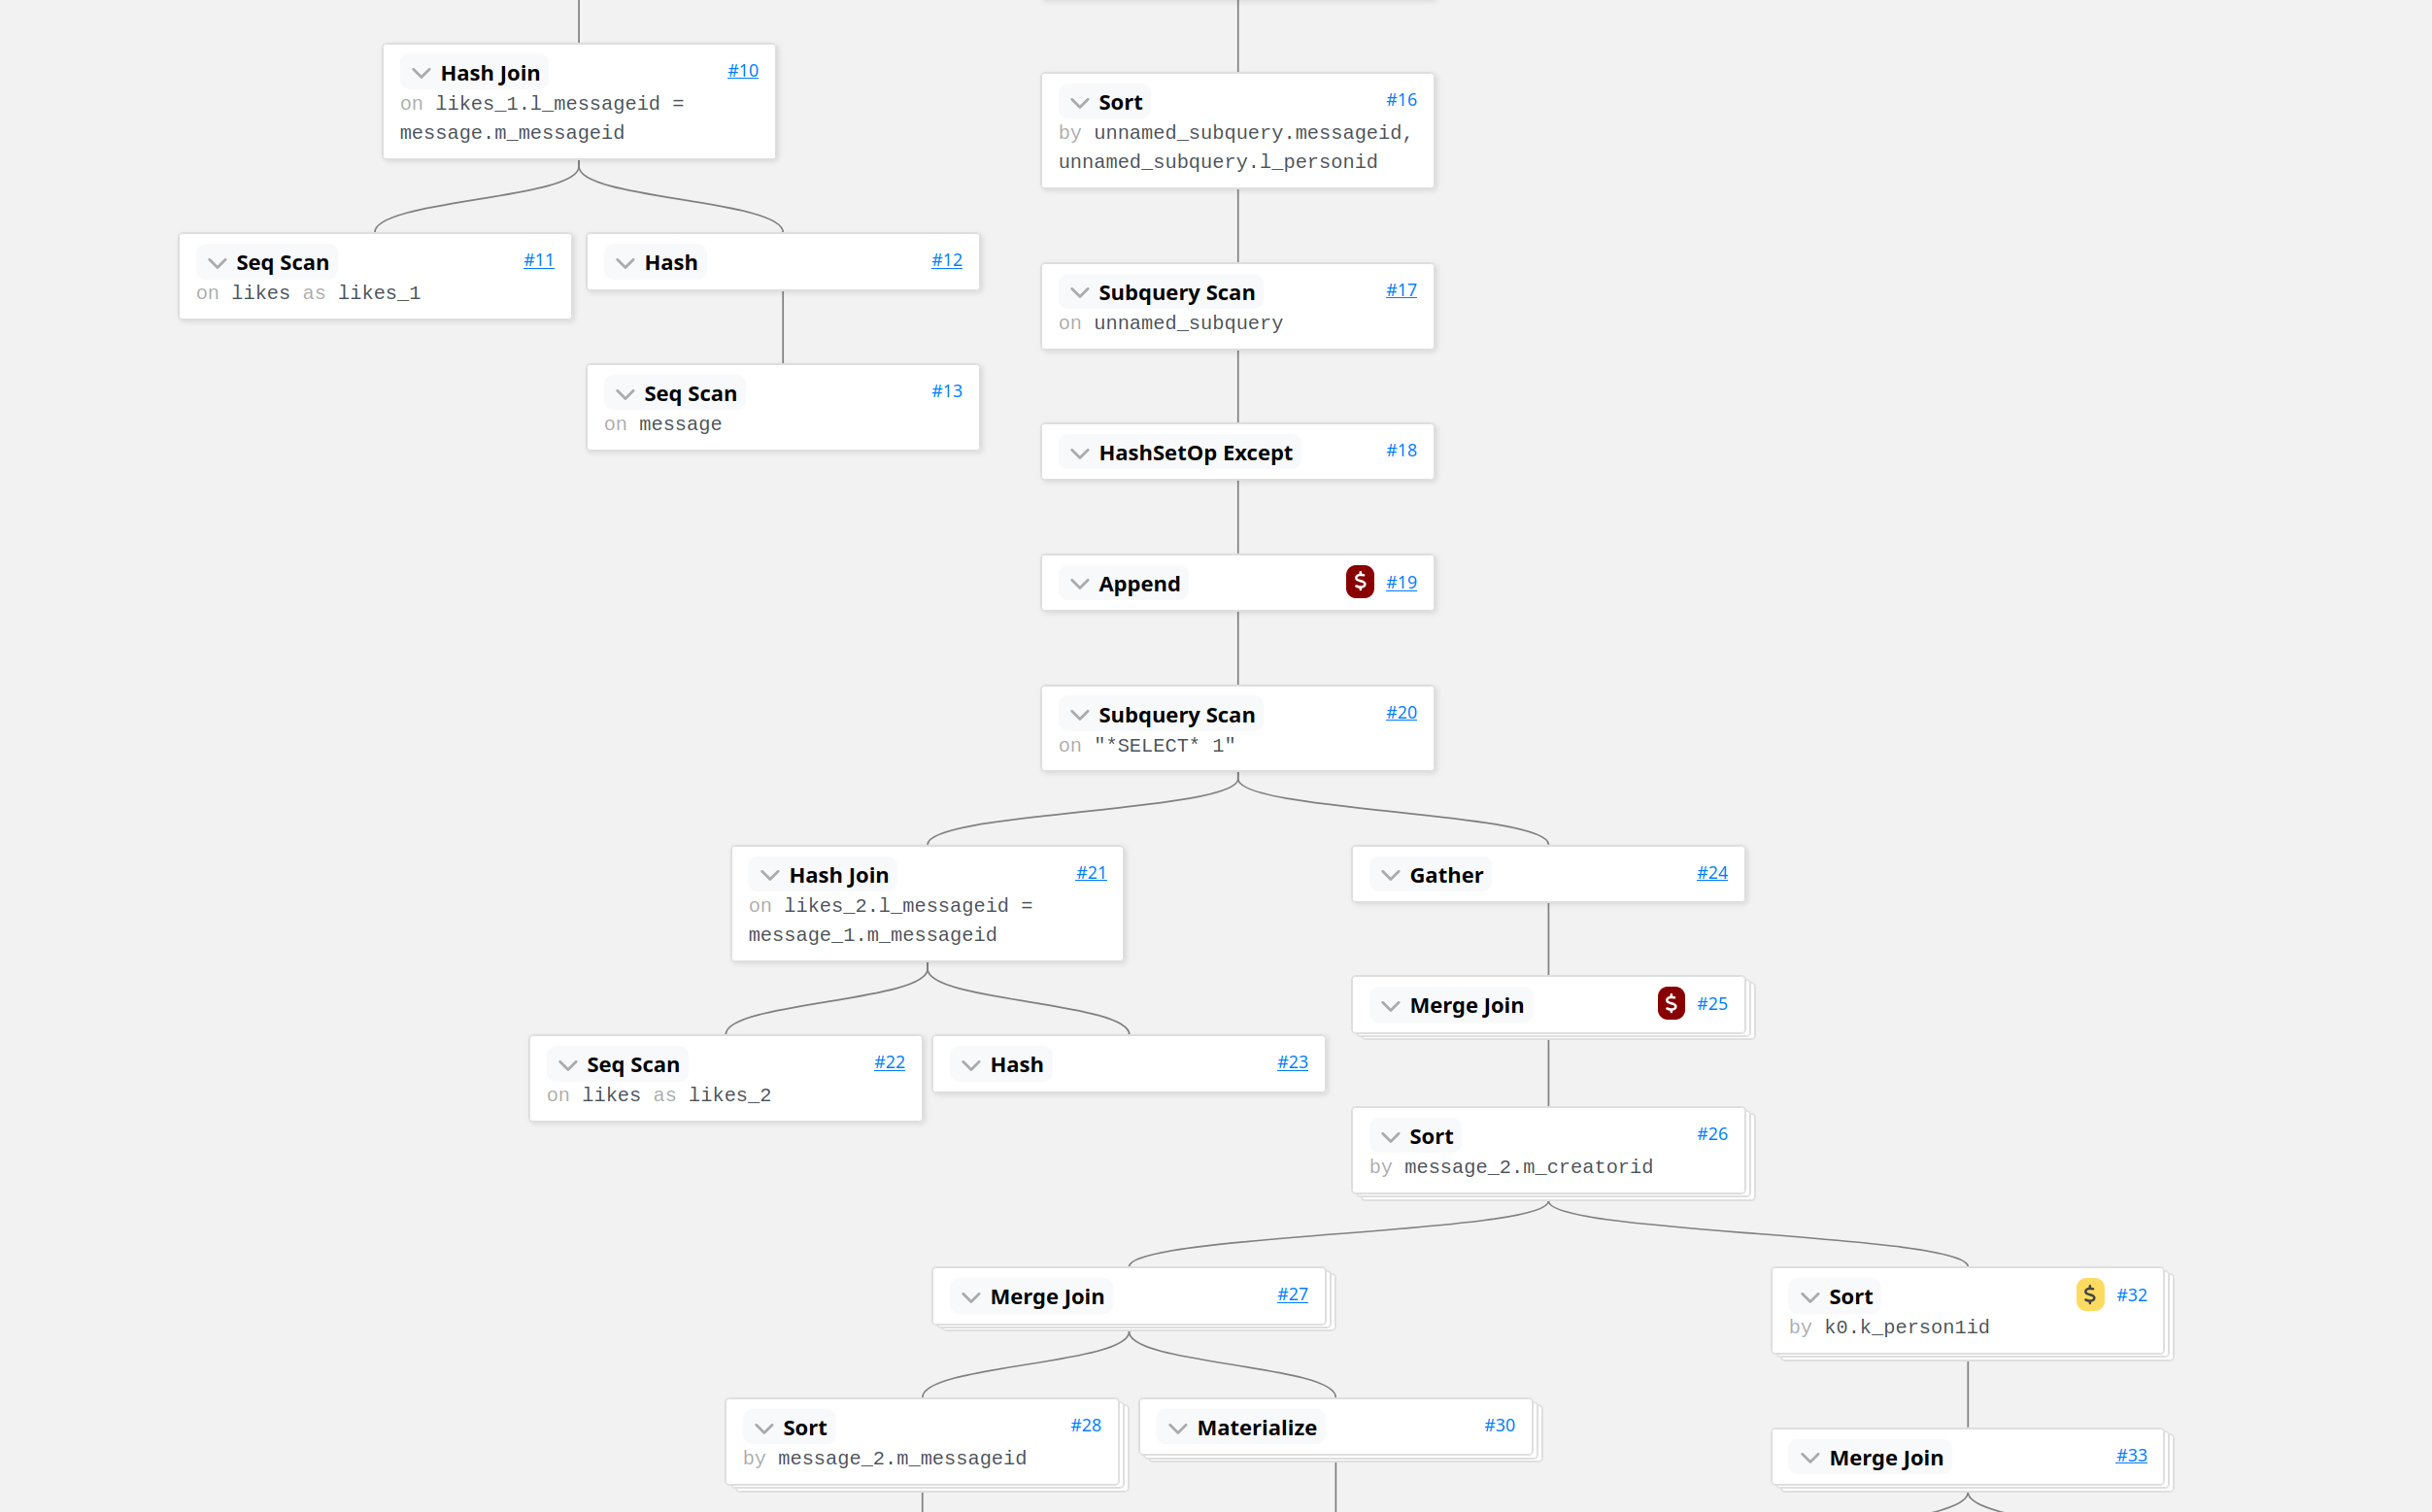 Hash Join #10
on likes_1.l_messageid =
message.m_messageid
Sort #16
by unnamed_subquery.messageid,
unnamed_subquery.l_personid
Seq Scan #11
on likes as likes_1
Hash #12
Subquery Scan #17
on unnamed_subquery
Seq Scan #13
on message
HashSetOp Except #18
Append $ #19
Subquery Scan #20
on "*SELECT* 1"
Hash Join #21
on likes_2.l_messageid =
message_1.m_messageid
Gather #24
Merge Join $ #25
Seq Scan #22
on likes as likes_2
Hash #23
Sort #26
by message_2.m_creatorid
Merge Join #27
Sort $ #32
by k0.k_person1id
Sort #28
by message_2.m_messageid
Materialize #30
Merge Join #33